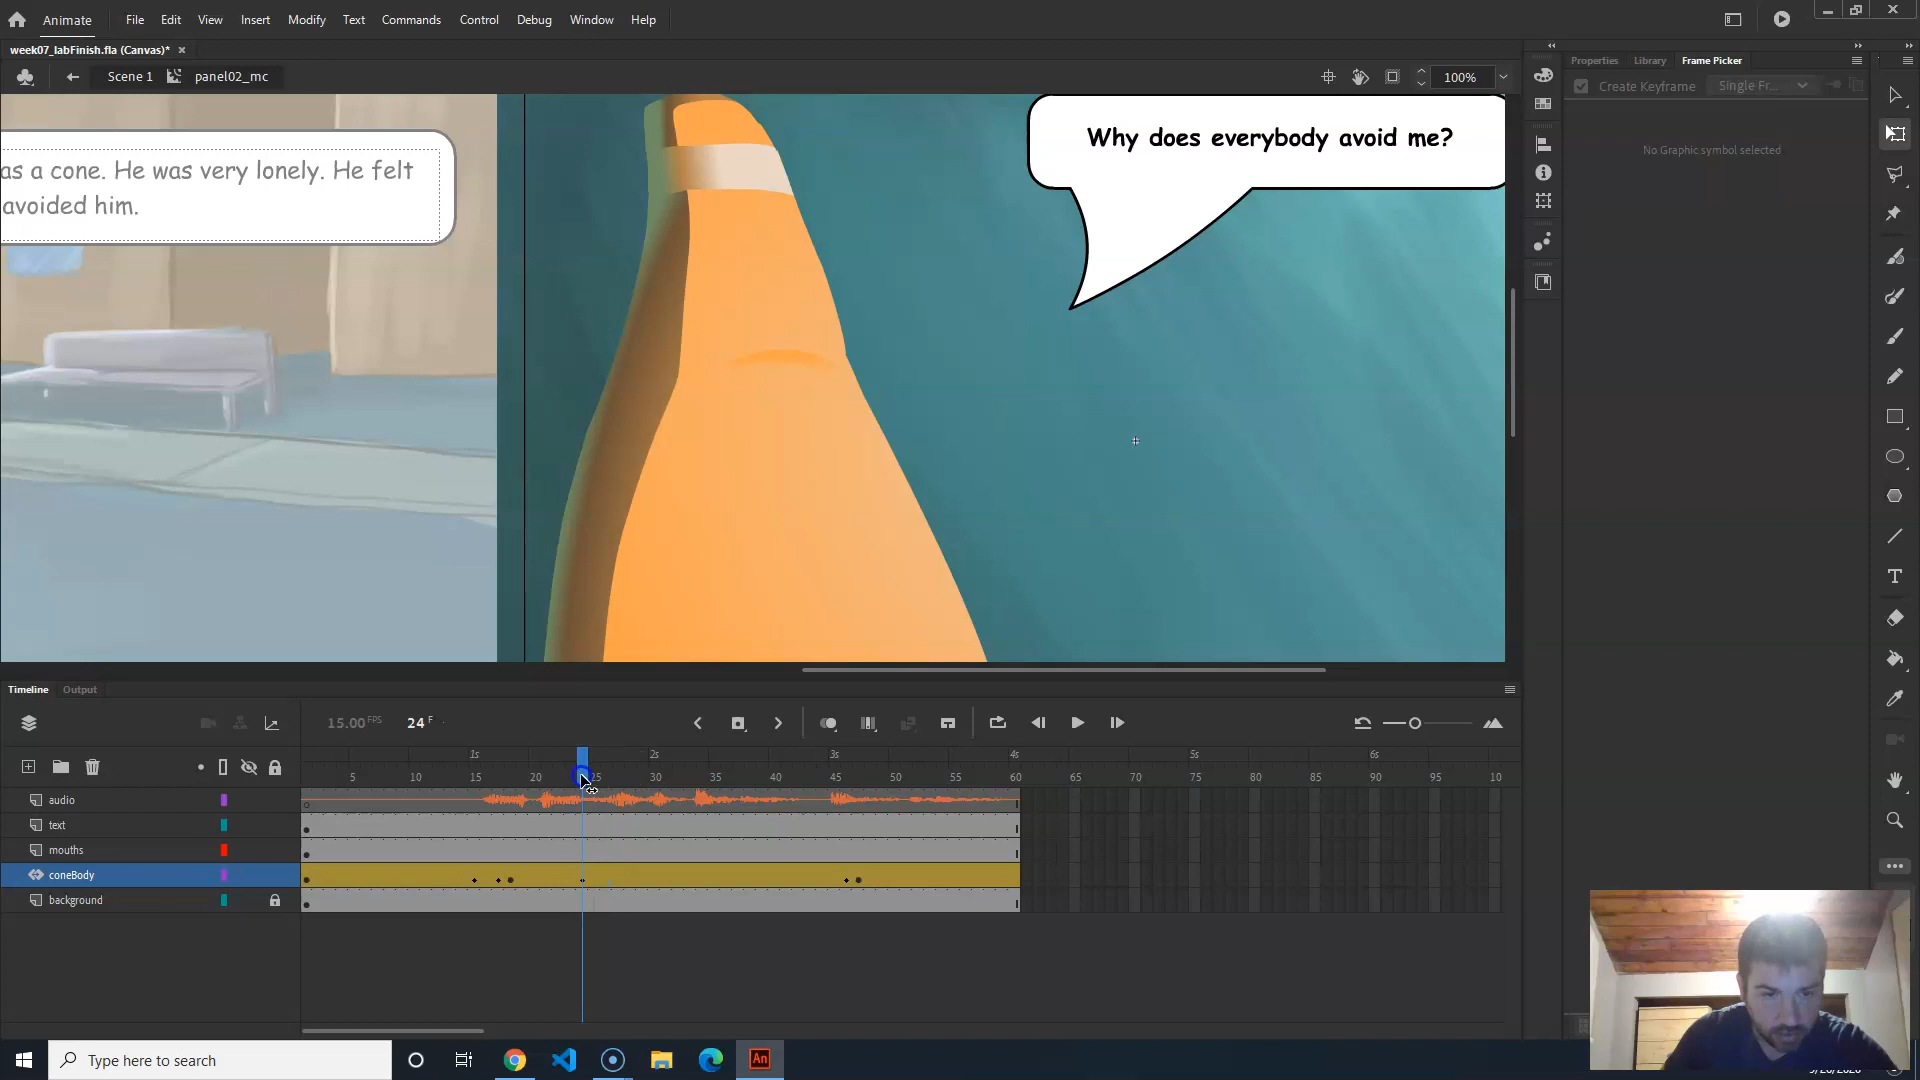 Animate File Edit View Insert Modify Text Commands Control Debug Window Help
week07_labFinish.fla (Canvas)*
Scene 1 panel02_mc 100%
Properties Library Frame Picker
Create Keyframe Single Fr...
No Graphic symbol selected
as a cone. He was very lonely. He felt
avoided him.
Why does everybody avoid me?
Timeline Output
15.00 FPS 24 F
1s 2s 3s 4s 5s 6s
5 10 15 20 25 30 35 40 45 50 55 60 65 70 75 80 85 90 95 10
audio
text
mouths
coneBody
background
Type here to search
An